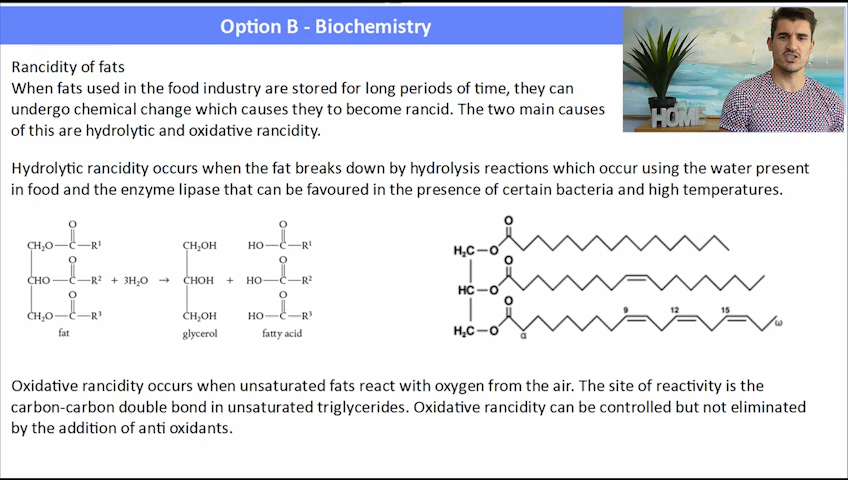 Option B - Biochemistry
HOME
Rancidity of fats
When fats used in the food industry are stored for long periods of time, they can
undergo chemical change which causes they to become rancid. The two main causes
of this are hydrolytic and oxidative rancidity.
Hydrolytic rancidity occurs when the fat breaks down by hydrolysis reactions which occur using the water present
in food and the enzyme lipase that can be favoured in the presence of certain bacteria and high temperatures.
O O O
CH₂O—C—R¹ CH₂OH HO—C—R¹ H₂C—O
O O O
CHO—C—R² + 3H₂O → CHOH + HO—C—R² HC—O
O O O 9 12 15
CH₂O—C—R³ CH₂OH HO—C—R³ H₂C—O α ω
fat glycerol fatty acid
Oxidative rancidity occurs when unsaturated fats react with oxygen from the air. The site of reactivity is the
carbon-carbon double bond in unsaturated triglycerides. Oxidative rancidity can be controlled but not eliminated
by the addition of anti oxidants.